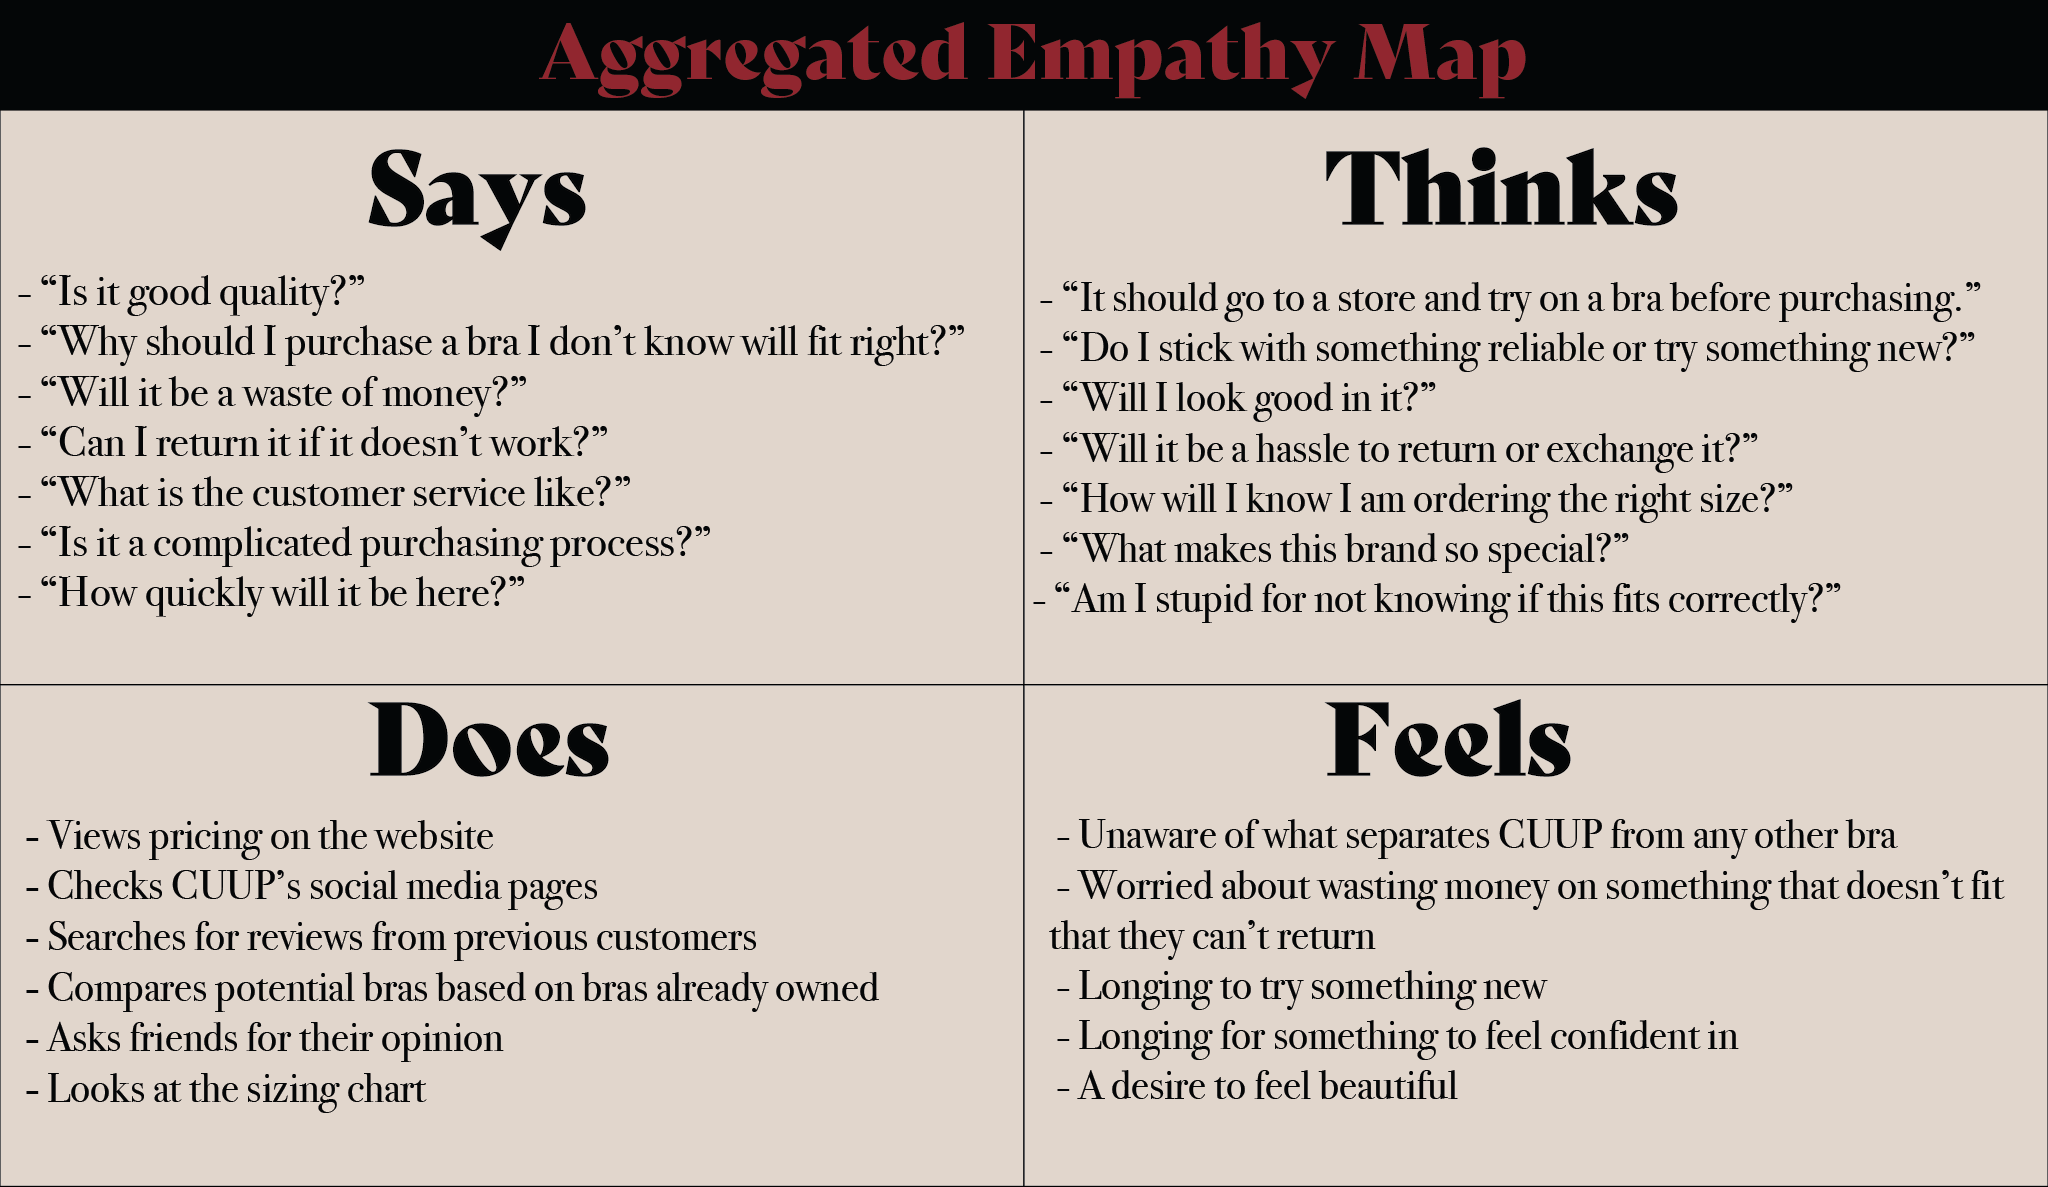 Aggregated Empathy Map
Says
- “Is it good quality?”
- “Why should I purchase a bra I don’t know will fit right?”
- “Will it be a waste of money?”
- “Can I return it if it doesn’t work?”
- “What is the customer service like?”
- “Is it a complicated purchasing process?”
- “How quickly will it be here?”
Thinks
- “It should go to a store and try on a bra before purchasing.”
- “Do I stick with something reliable or try something new?”
- “Will I look good in it?”
- “Will it be a hassle to return or exchange it?”
- “How will I know I am ordering the right size?”
- “What makes this brand so special?”
- “Am I stupid for not knowing if this fits correctly?”
Does
- Views pricing on the website
- Checks CUUP’s social media pages
- Searches for reviews from previous customers
- Compares potential bras based on bras already owned
- Asks friends for their opinion
- Looks at the sizing chart
Feels
- Unaware of what separates CUUP from any other bra
- Worried about wasting money on something that doesn’t fit
that they can’t return
- Longing to try something new
- Longing for something to feel confident in
- A desire to feel beautiful